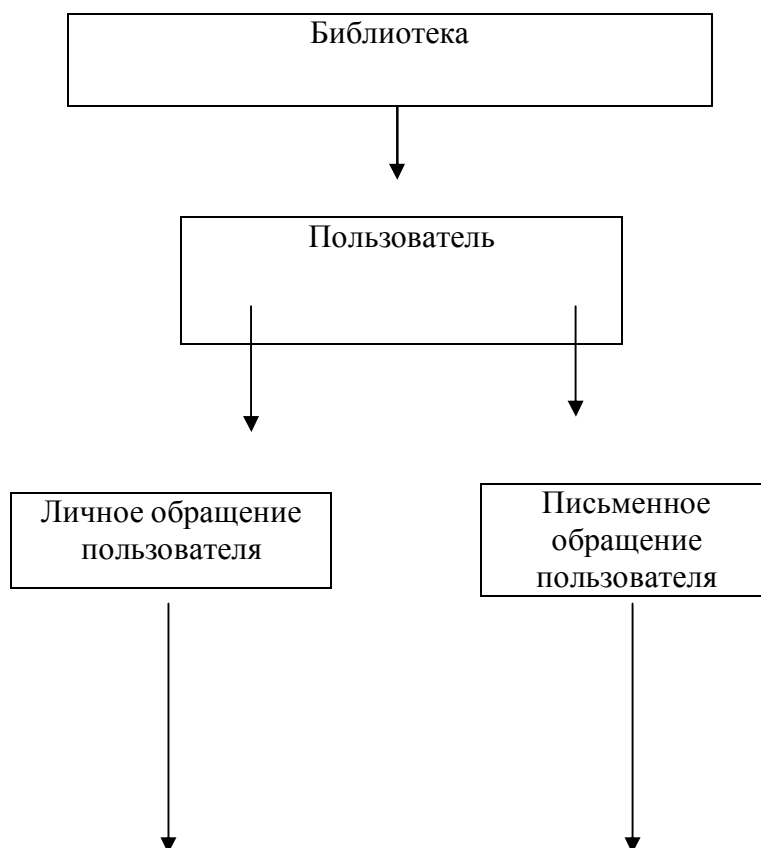 Библиотека
Пользователь
Личное обращение
пользователя
Письменное
обращение
пользователя